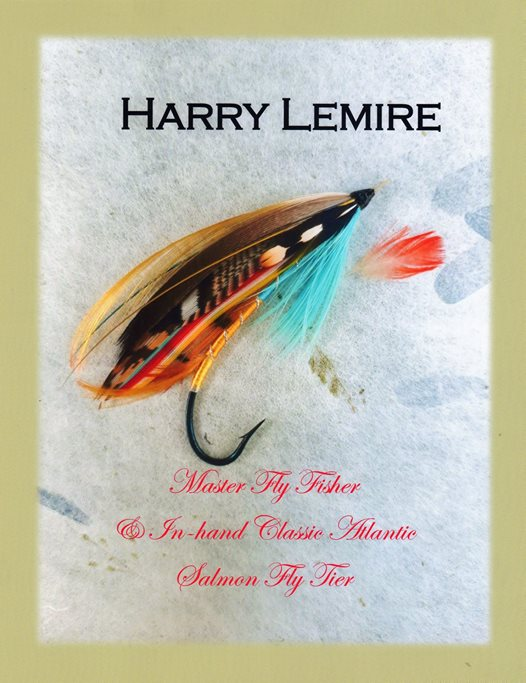 Harry Lemire
Master Fly Fisher
& In-hand Classic Atlantic
Salmon Fly Tier